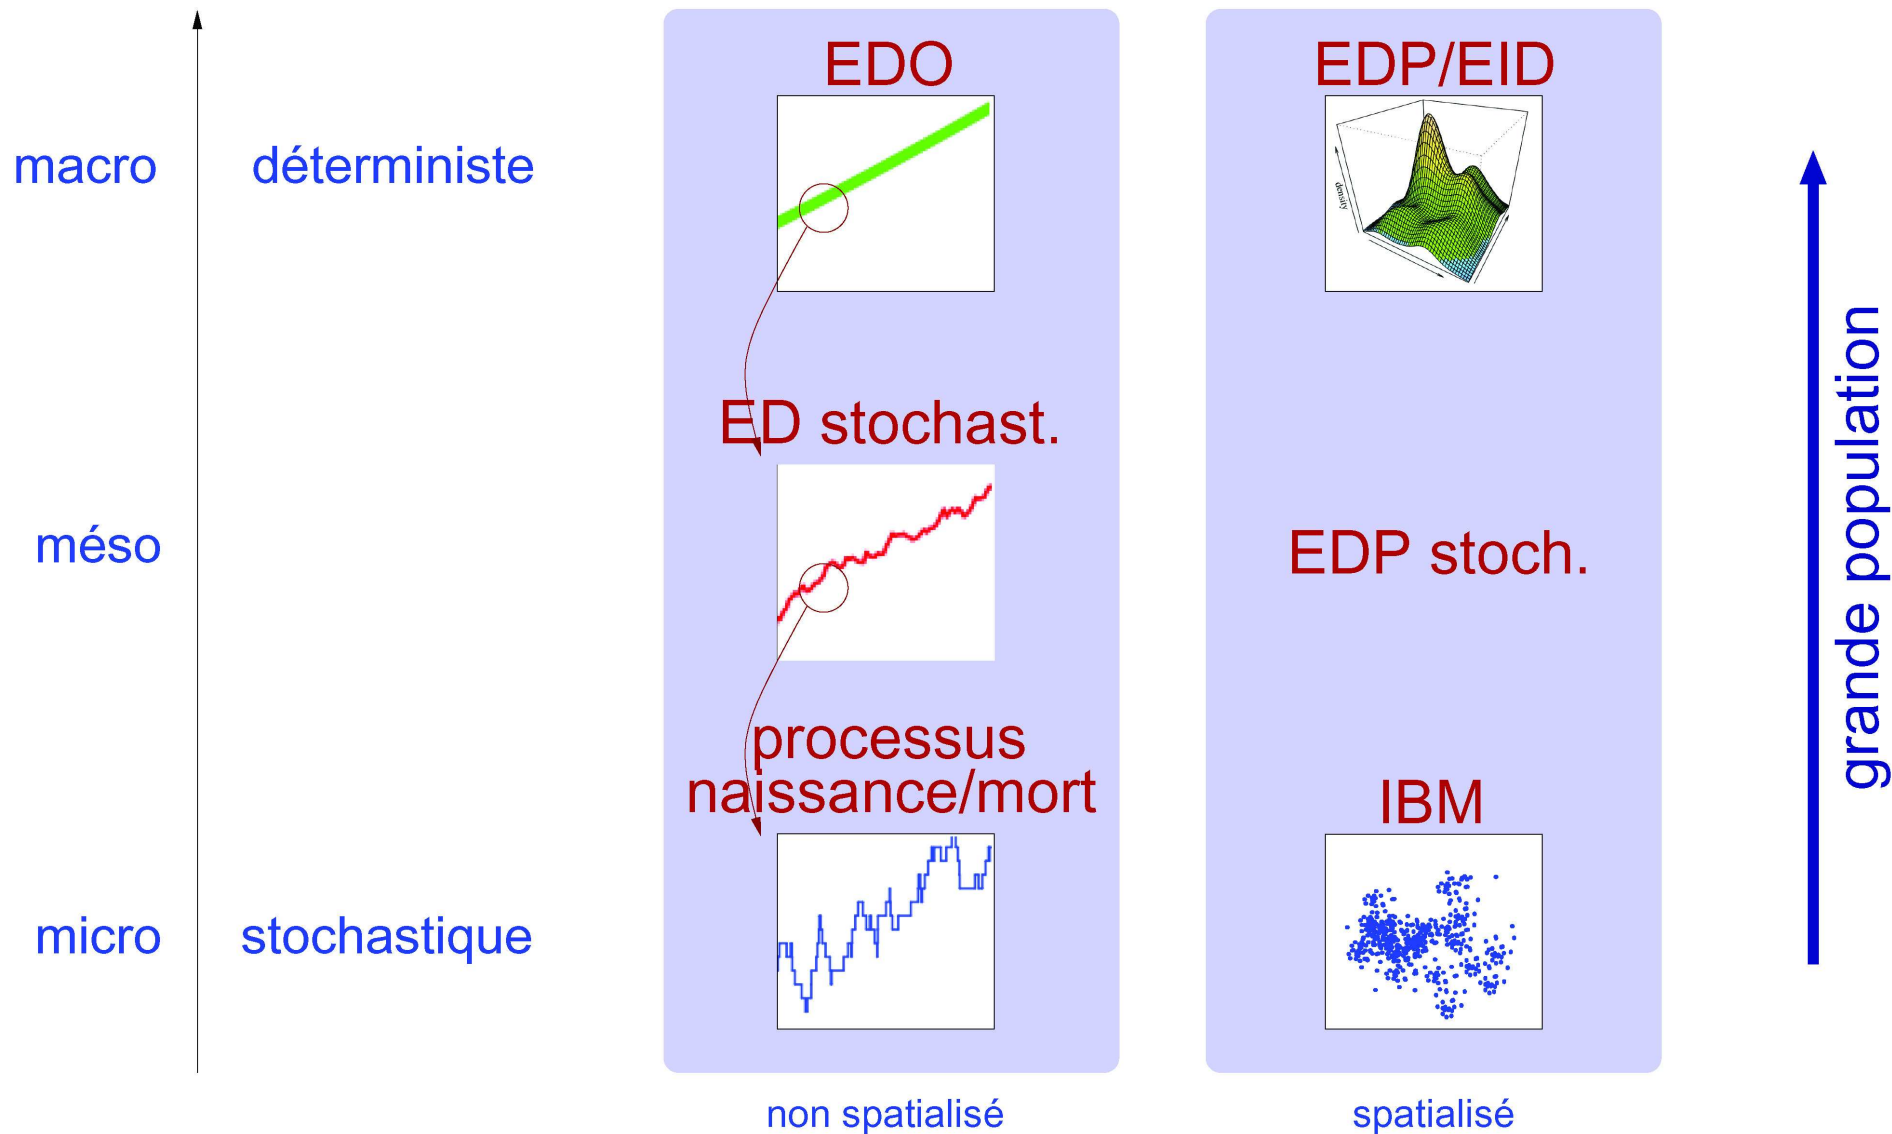 EDO
EDP/EID
macro
déterministe
density
ED stochast.
méso
EDP stoch.
processus
naissance/mort
IBM
micro
stochastique
grande population
non spatialisé
spatialisé